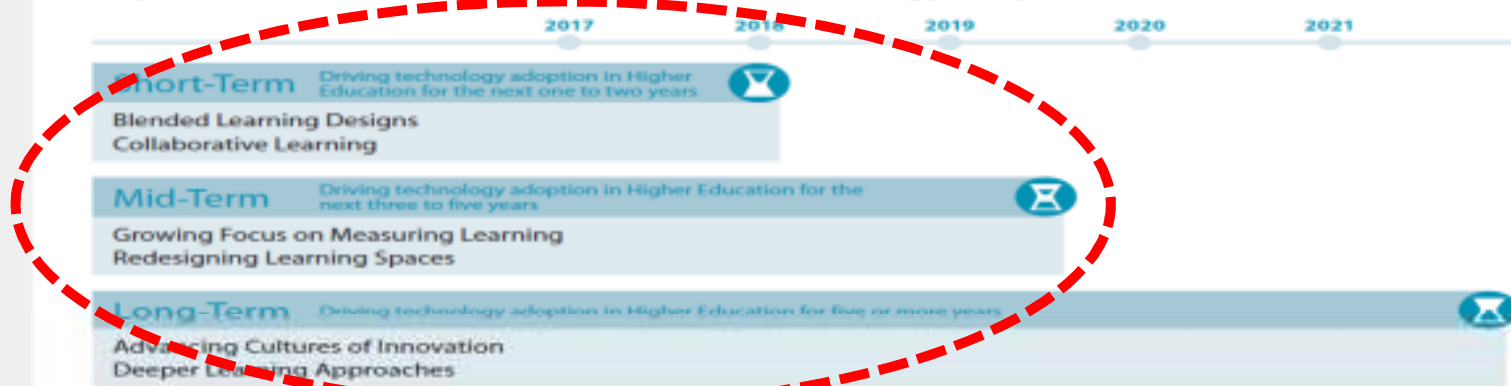 2017 2018 2019 2020 2021
Short-Term Driving technology adoption in Higher
Education for the next one to two years
Blended Learning Designs
Collaborative Learning
Mid-Term Driving technology adoption in Higher Education for the
next three to five years
Growing Focus on Measuring Learning
Redesigning Learning Spaces
Long-Term Driving technology adoption in Higher Education for five or more years
Advancing Cultures of Innovation
Deeper Learning Approaches